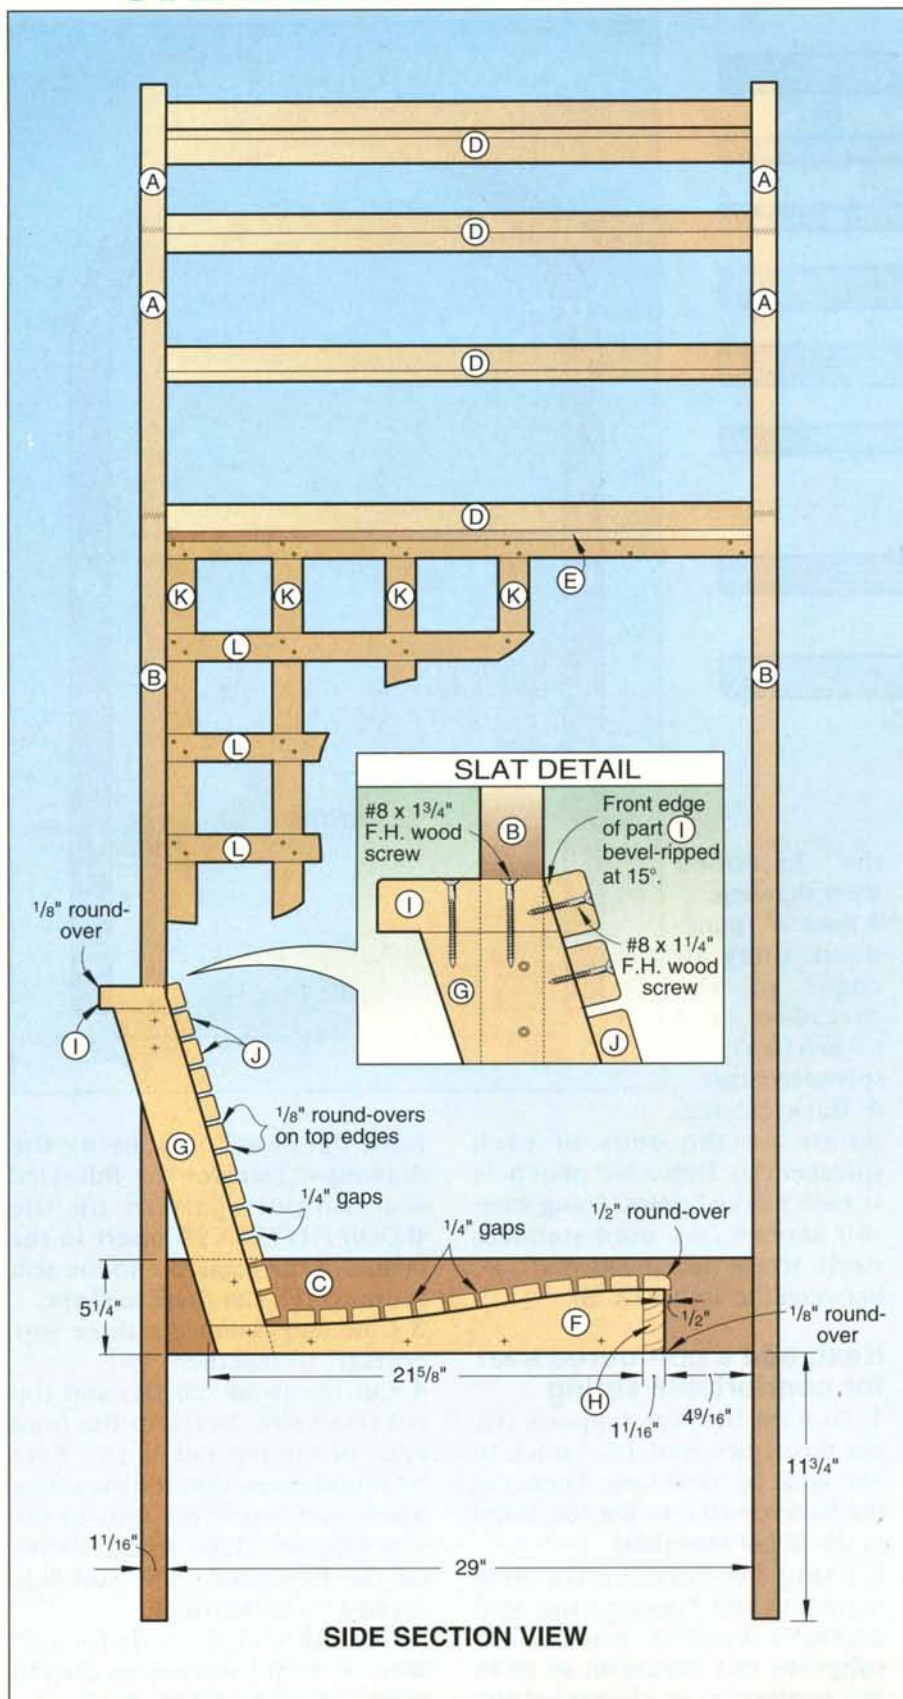 D
A
A
D
A
A
D
D
E
K
K
K
K
L
B
B
L
L
SLAT DETAIL
#8 x 1 3/4"
F.H. wood
screw
B
Front edge
of part I
bevel-ripped
at 15°.
I
#8 x 1 1/4"
F.H. wood
screw
G
J
1/8" round-
over
I
J
1/8" round-overs
on top edges
G
1/4" gaps
1/4" gaps
1/2" round-over
C
5 1/4"
F
1/2"
1/8" round-
over
21 5/8"
H
1 1/16"
4 9/16"
11 3/4"
1 1/16"
29"
SIDE SECTION VIEW